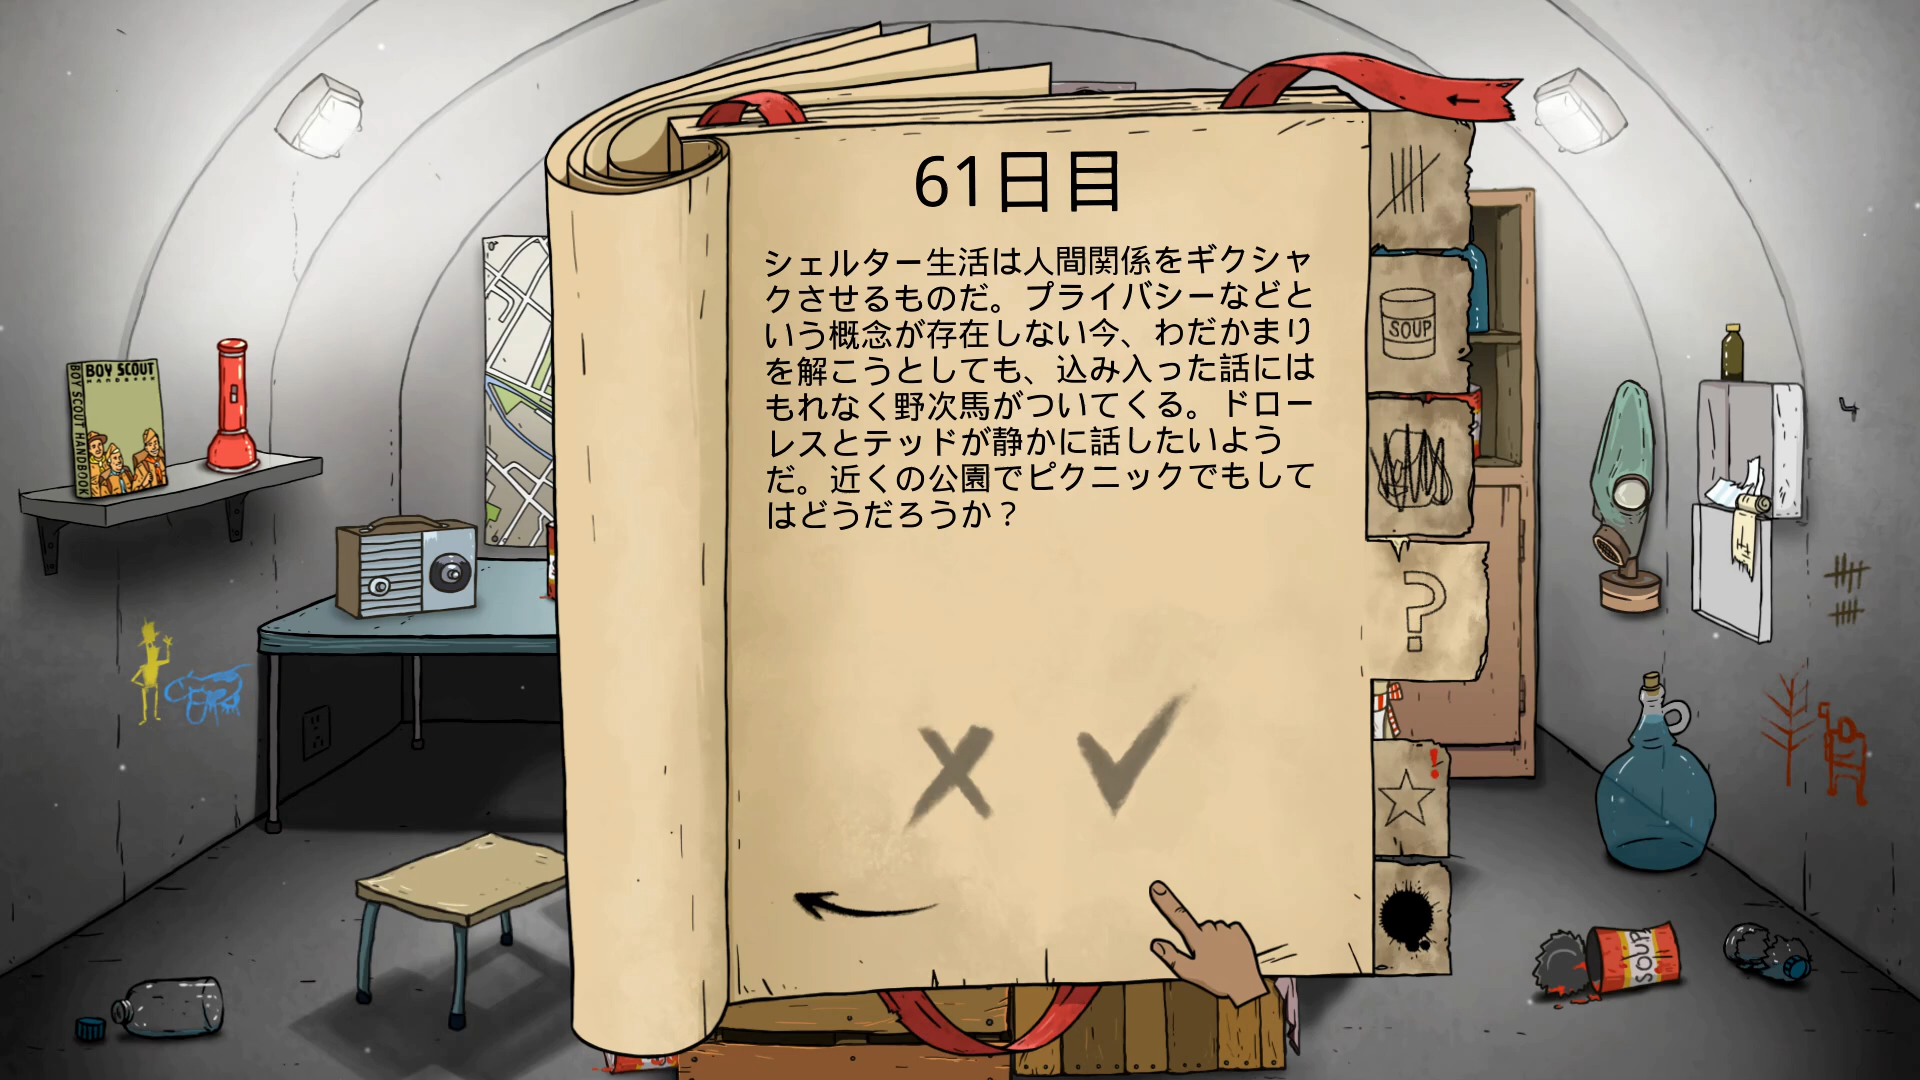 61日目
シェルター生活は人間関係をギクシャ
クさせるものだ。プライバシーなどと
いう概念が存在しない今、わだかまり
を解こうとしても、込み入った話には
もれなく野次馬がついてくる。ドロー
レスとテッドが静かに話したいよう
だ。近くの公園でピクニックでもして
はどうだろうか？
SOUP
?
!
BOY SCOUT
HANDBOOK
BOY SCOUT HANDBOOK
SOUP